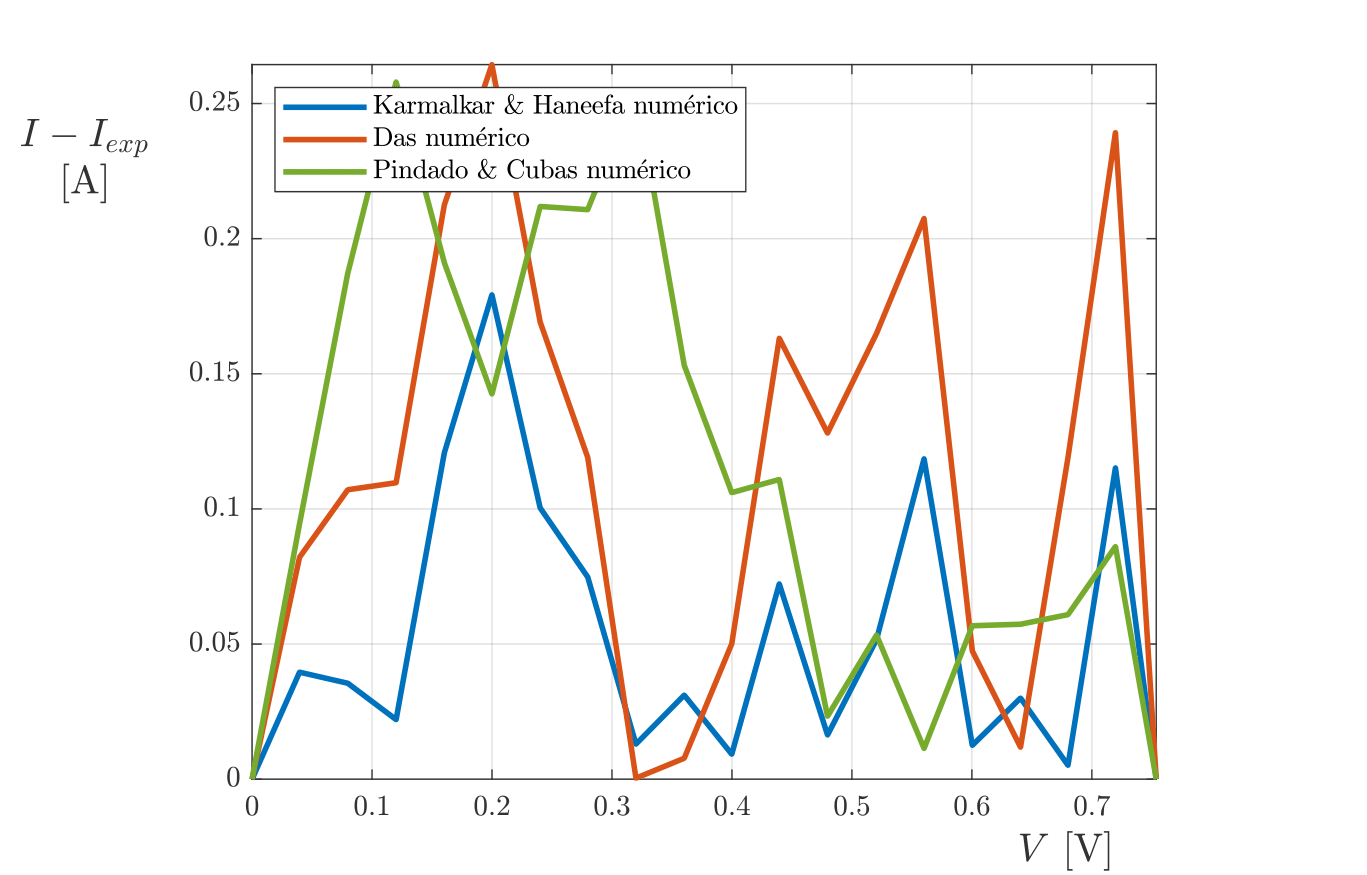 I − I_exp
[A]
Karmalkar & Haneefa numérico
Das numérico
Pindado & Cubas numérico
0.25
0.2
0.15
0.1
0.05
0
0 0.1 0.2 0.3 0.4 0.5 0.6 0.7
V [V]